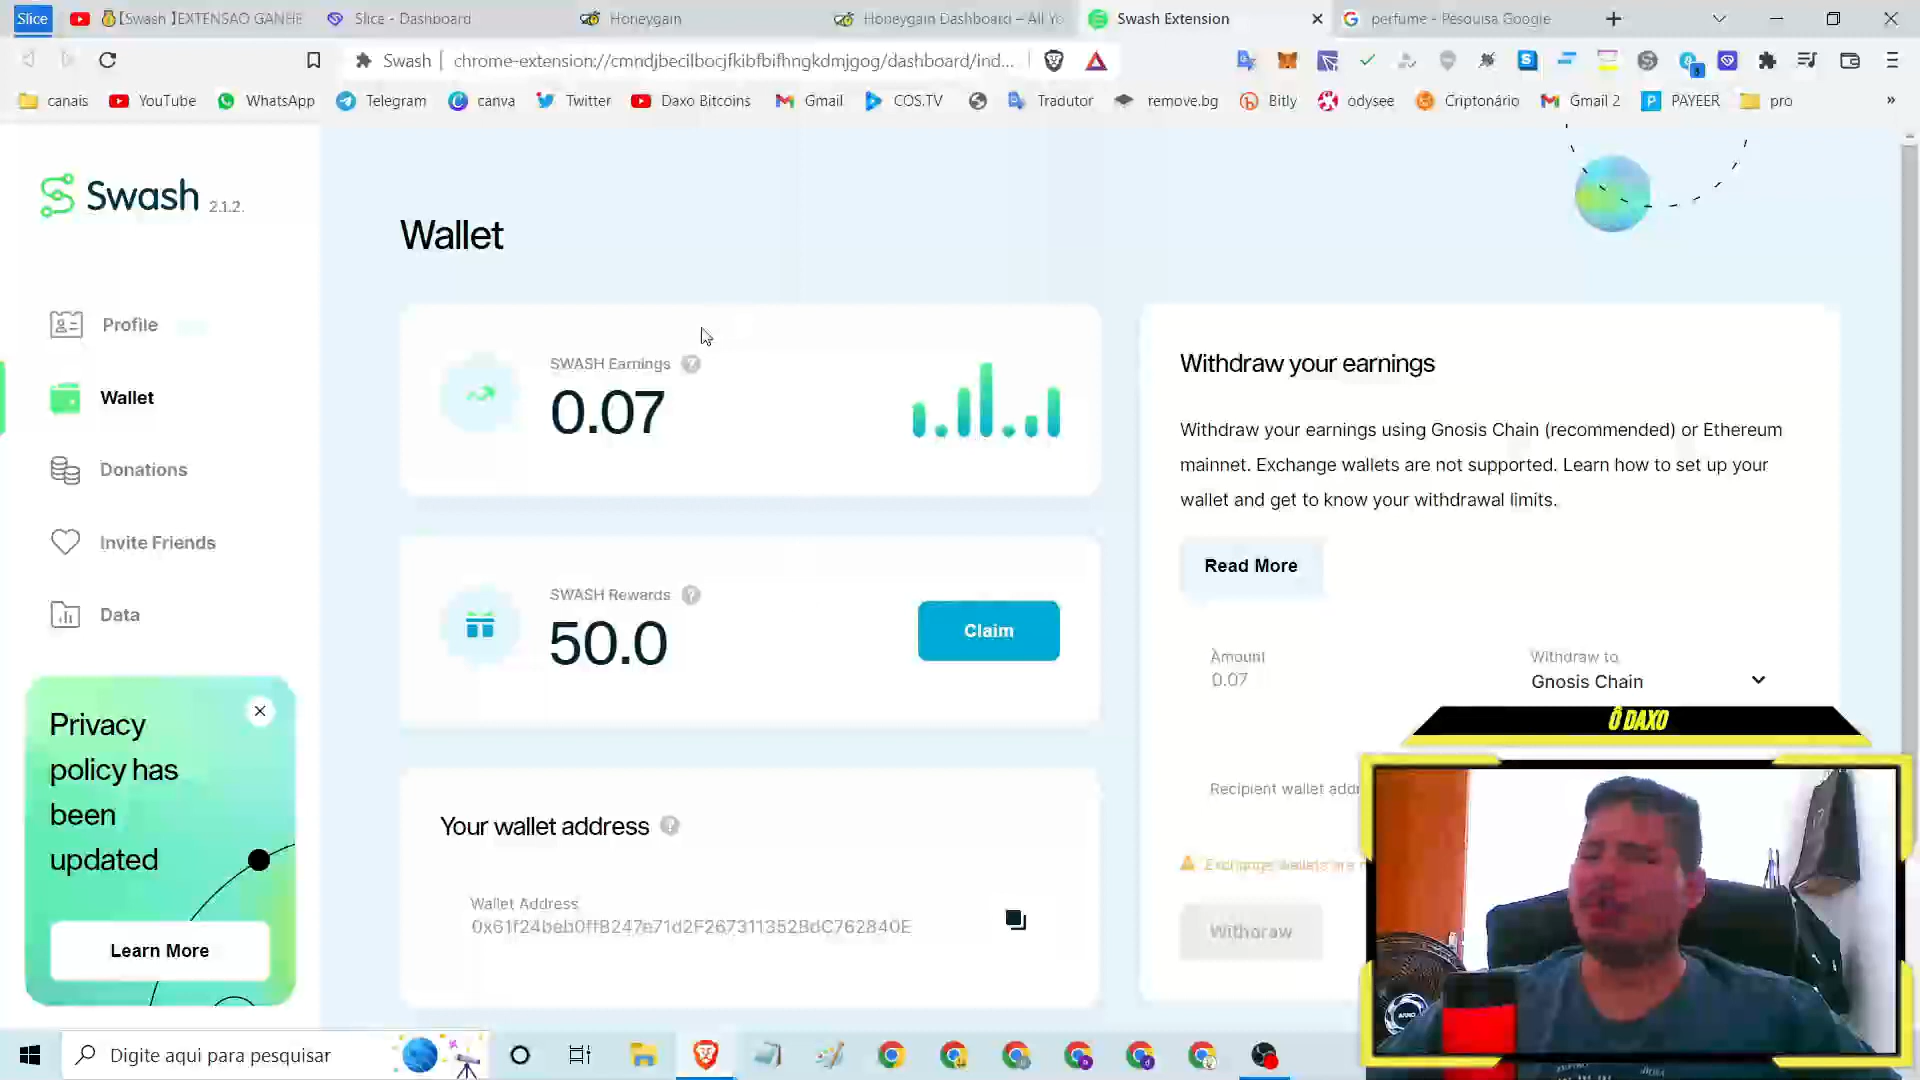 Slice
【Swash 】EXTENSAO GANHE
Slice - Dashboard
Honeygain
Honeygain Dashboard – All Yo
Swash Extension
perfume - Pesquisa Google
Swash
chrome-extension://cmndjbecilbocjfkibfbifhngkdmjgog/dashboard/ind...
canais
YouTube
WhatsApp
Telegram
canva
Twitter
Daxo Bitcoins
Gmail
COS.TV
Tradutor
remove.bg
Bitly
odysee
Criptonário
Gmail 2
PAYEER
pro
»
Swash 2.1.2.
Profile
Wallet
Donations
Invite Friends
Data
Privacy
policy has
been
updated
Learn More
Wallet
SWASH Earnings
0.07
SWASH Rewards
50.0
Claim
Your wallet address
Wallet Address
0x61f24beb0ffB247e71d2F2673113528dC762840E
Withdraw your earnings
Withdraw your earnings using Gnosis Chain (recommended) or Ethereum
mainnet. Exchange wallets are not supported. Learn how to set up your
wallet and get to know your withdrawal limits.
Read More
Amount
0.07
Withdraw to
Gnosis Chain
Recipient wallet addr
Exchange wallets are
Withdraw
Ô DAXO
ARNO
Digite aqui para pesquisar